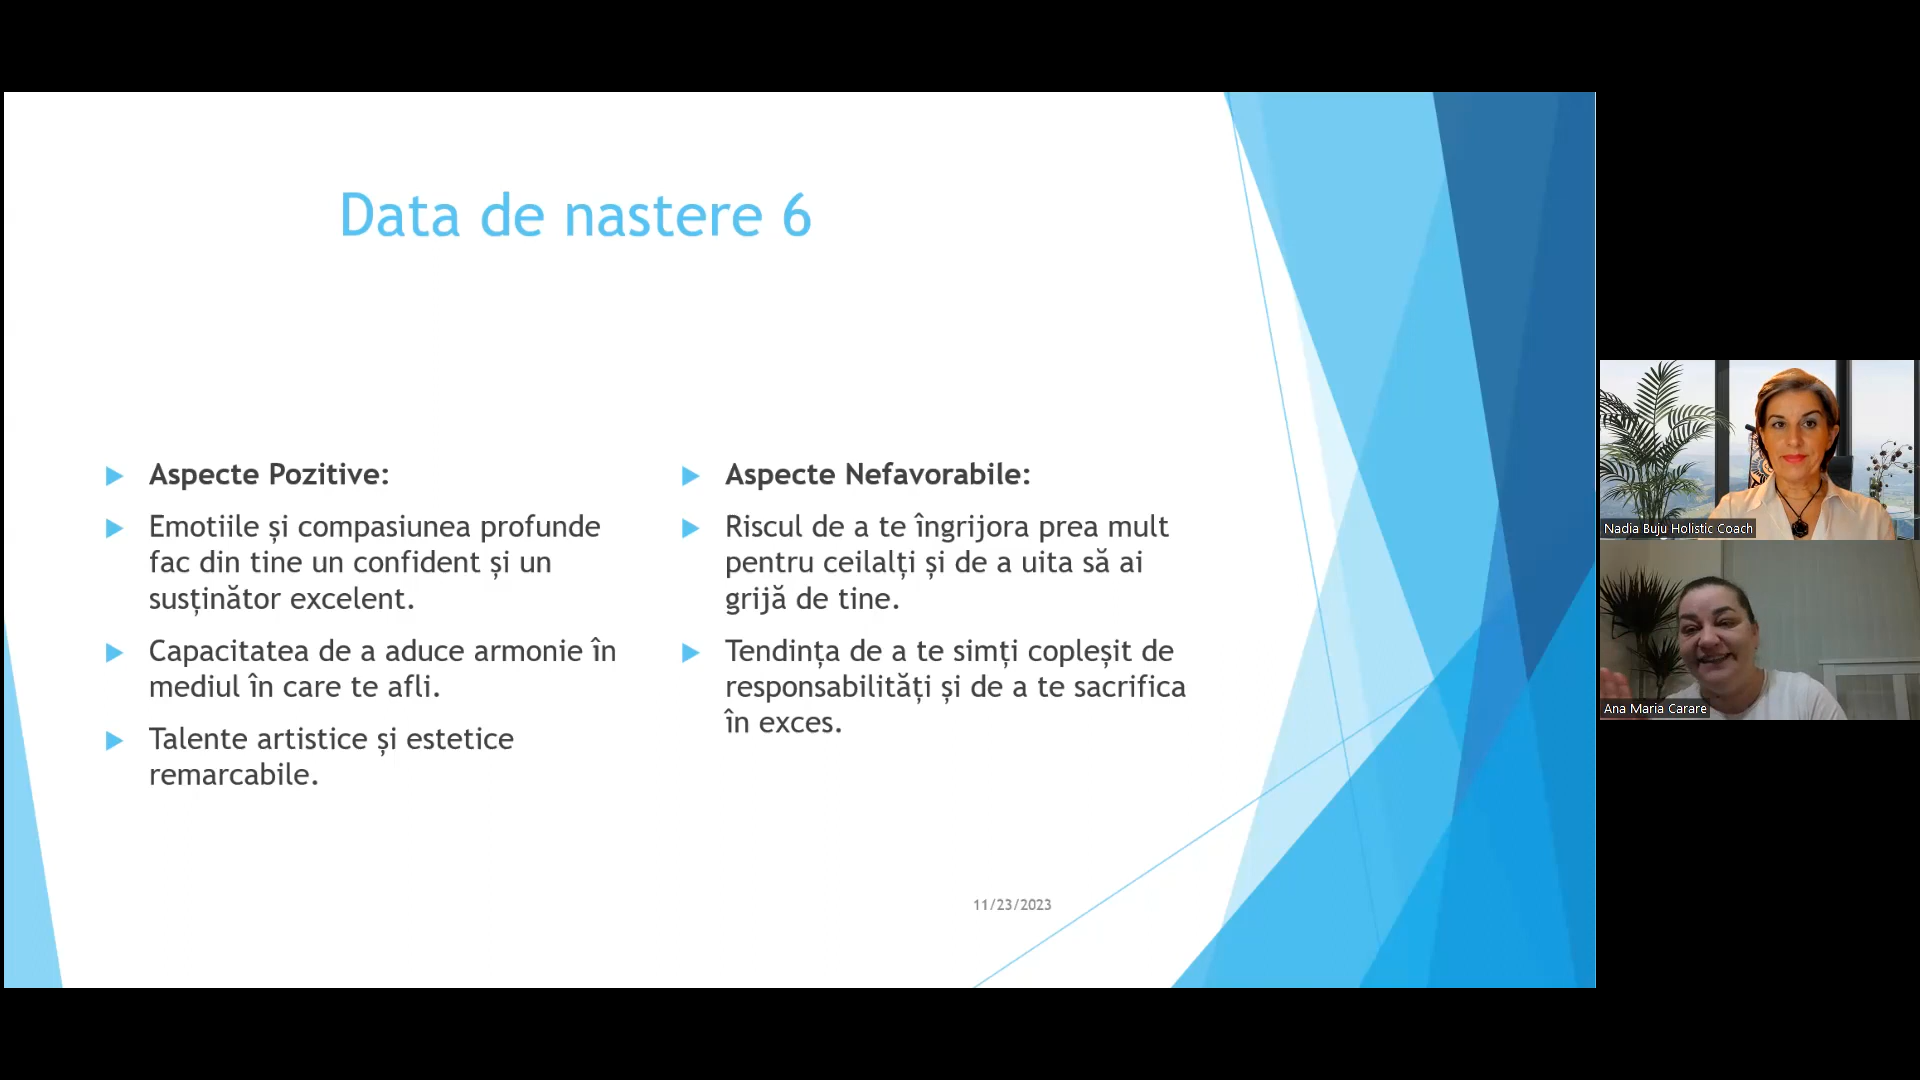 Data de nastere 6
Aspecte Pozitive:
Emotiile și compasiunea profunde
fac din tine un confident și un
susținător excelent.
Capacitatea de a aduce armonie în
mediul în care te afli.
Talente artistice și estetice
remarcabile.
Aspecte Nefavorabile:
Riscul de a te îngrijora prea mult
pentru ceilalți și de a uita să ai
grijă de tine.
Tendința de a te simți copleșit de
responsabilități și de a te sacrifica
în exces.
11/23/2023
Nadia Buju Holistic Coach
Ana Maria Carare